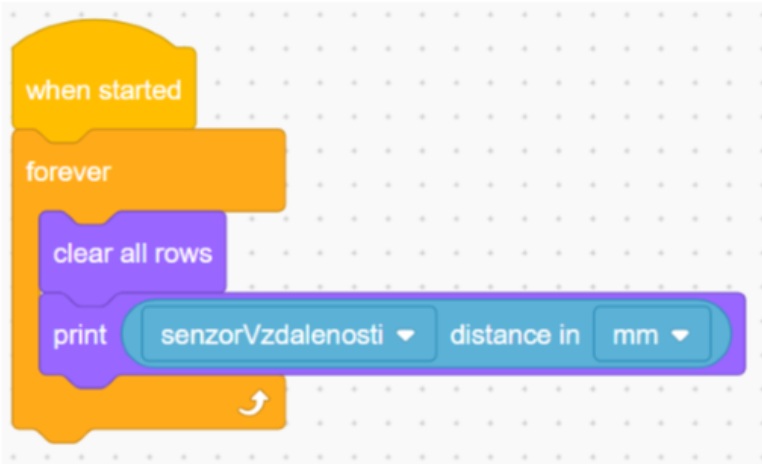 when started
forever
clear all rows
print senzorVzdalenosti distance in mm